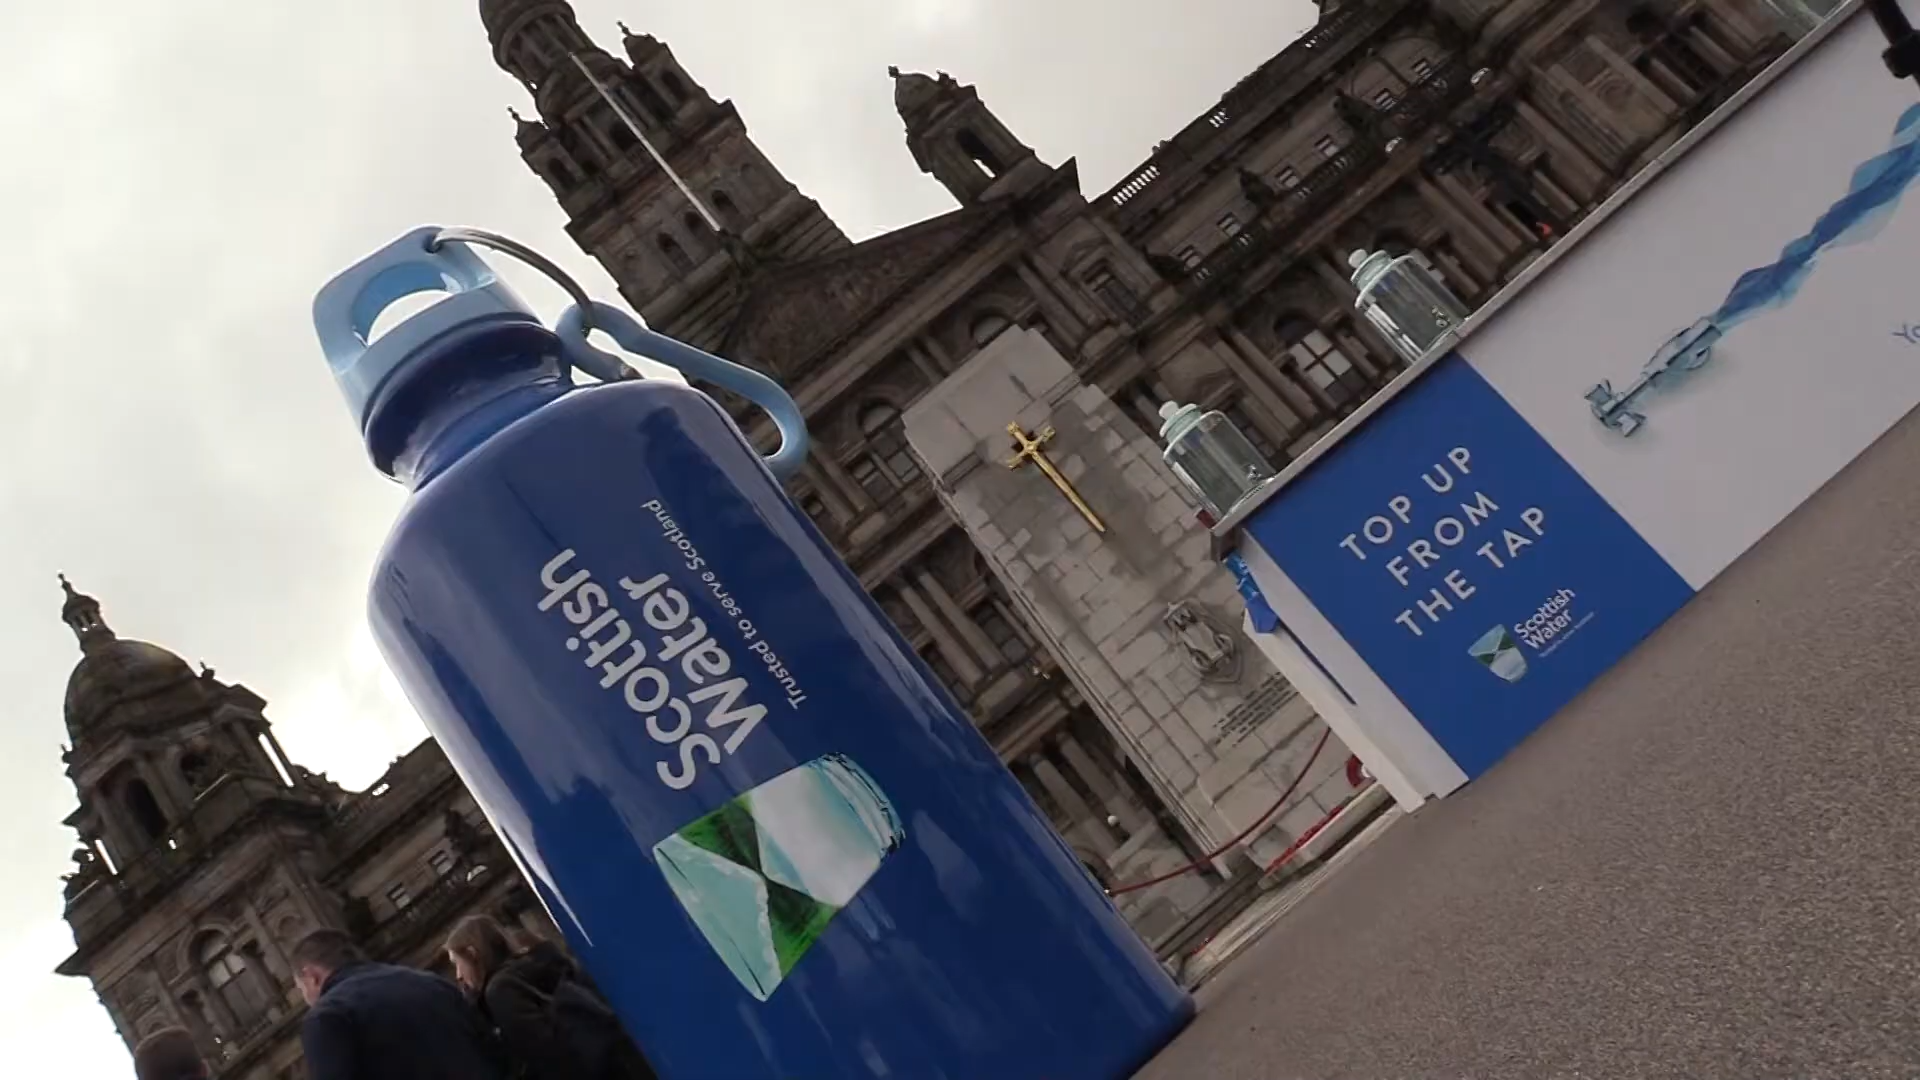 Scottish
Water
Trusted to serve Scotland
TOP UP
FROM
THE TAP
Scottish
Water